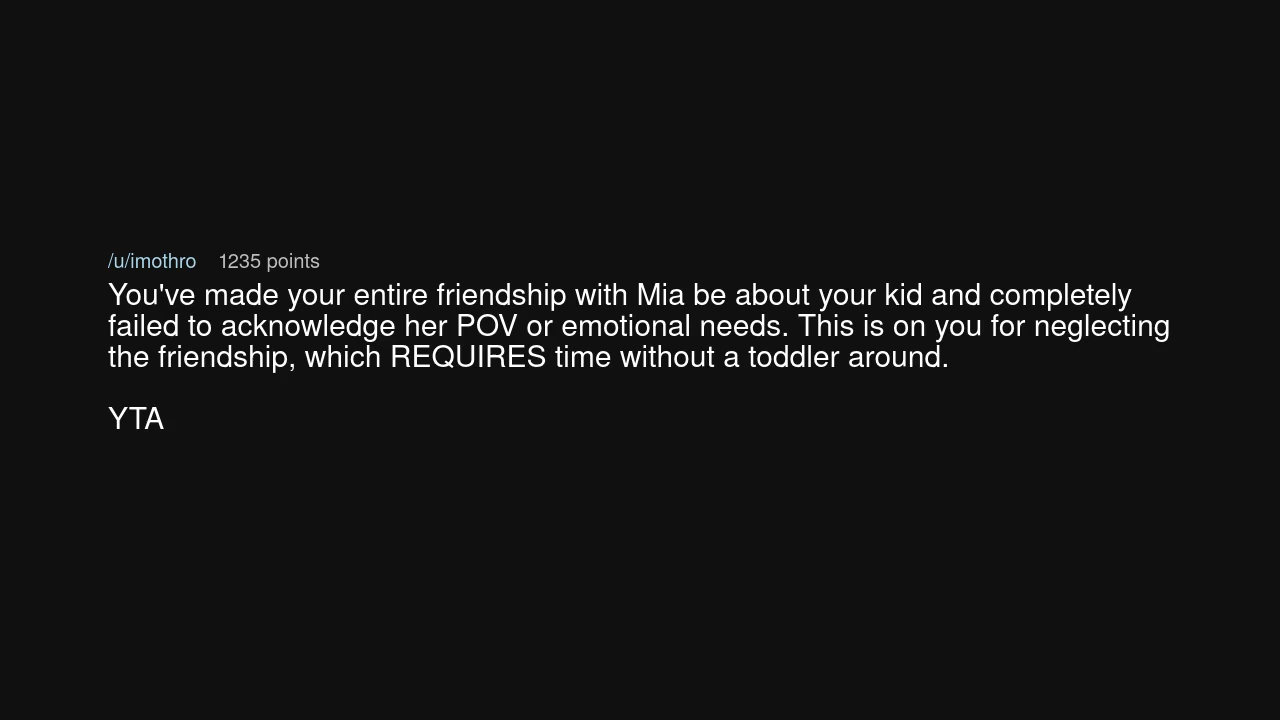 /u/imothro 1235 points
You've made your entire friendship with Mia be about your kid and completely
failed to acknowledge her POV or emotional needs. This is on you for neglecting
the friendship, which REQUIRES time without a toddler around.
YTA